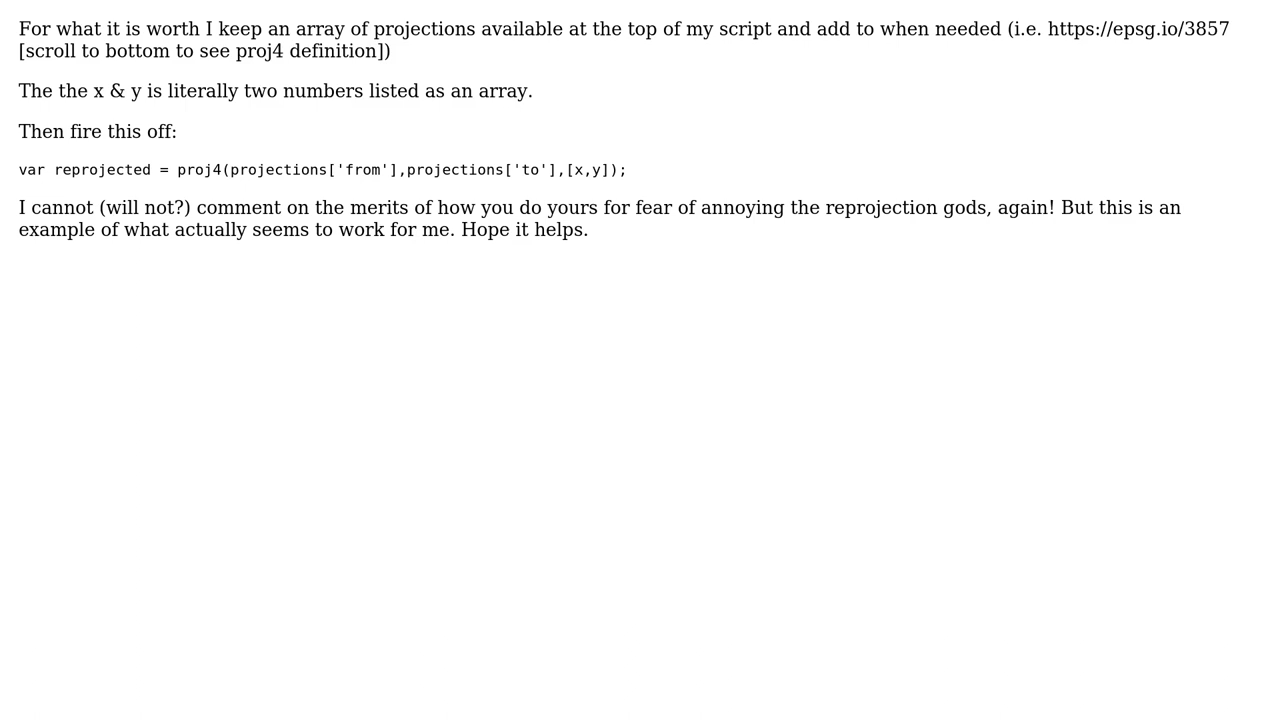 For what it is worth I keep an array of projections available at the top of my script and add to when needed (i.e. https://epsg.io/3857
[scroll to bottom to see proj4 definition])
The the x & y is literally two numbers listed as an array.
Then fire this off:
var reprojected = proj4(projections['from'],projections['to'],[x,y]);
I cannot (will not?) comment on the merits of how you do yours for fear of annoying the reprojection gods, again! But this is an
example of what actually seems to work for me. Hope it helps.